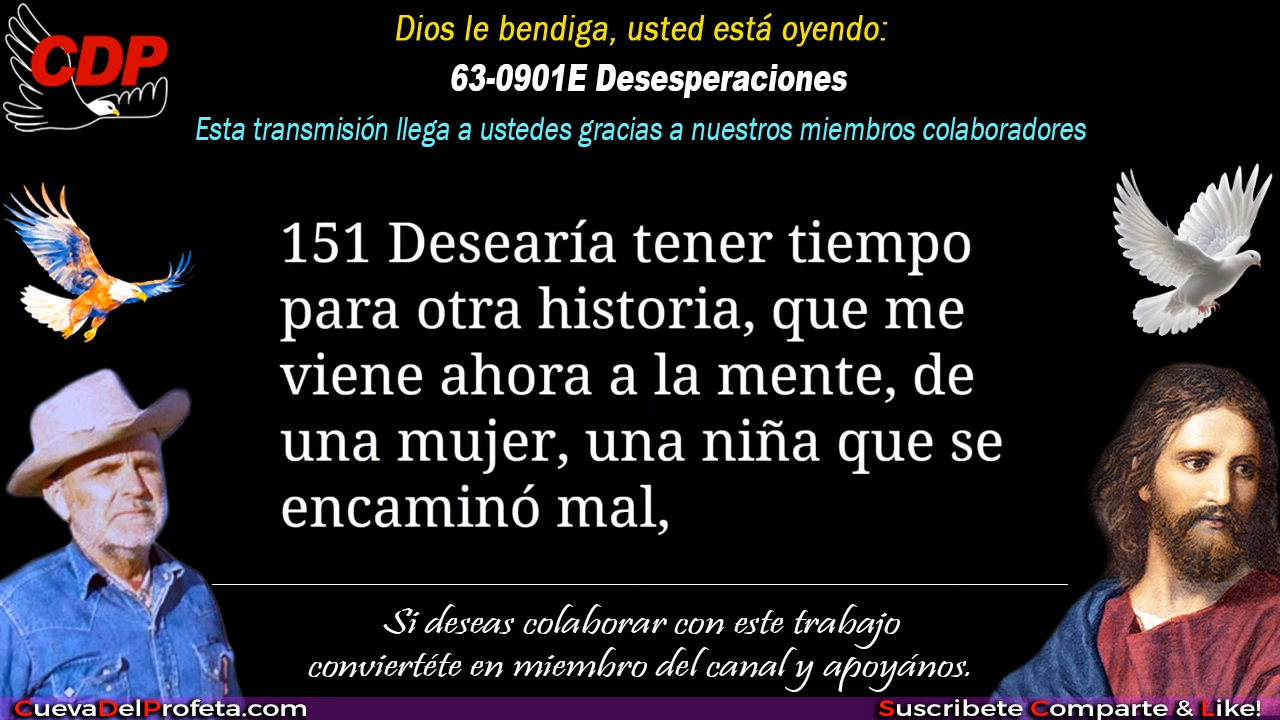 CDP
Dios le bendiga, usted está oyendo:
63-0901E Desesperaciones
Esta transmisión llega a ustedes gracias a nuestros miembros colaboradores
151 Desearía tener tiempo
para otra historia, que me
viene ahora a la mente, de
una mujer, una niña que se
encaminó mal,
Si deseas colaborar con este trabajo
conviertéte en miembro del canal y apoyános.
CuevaDelProfeta.com
Suscribete Comparte & Like!